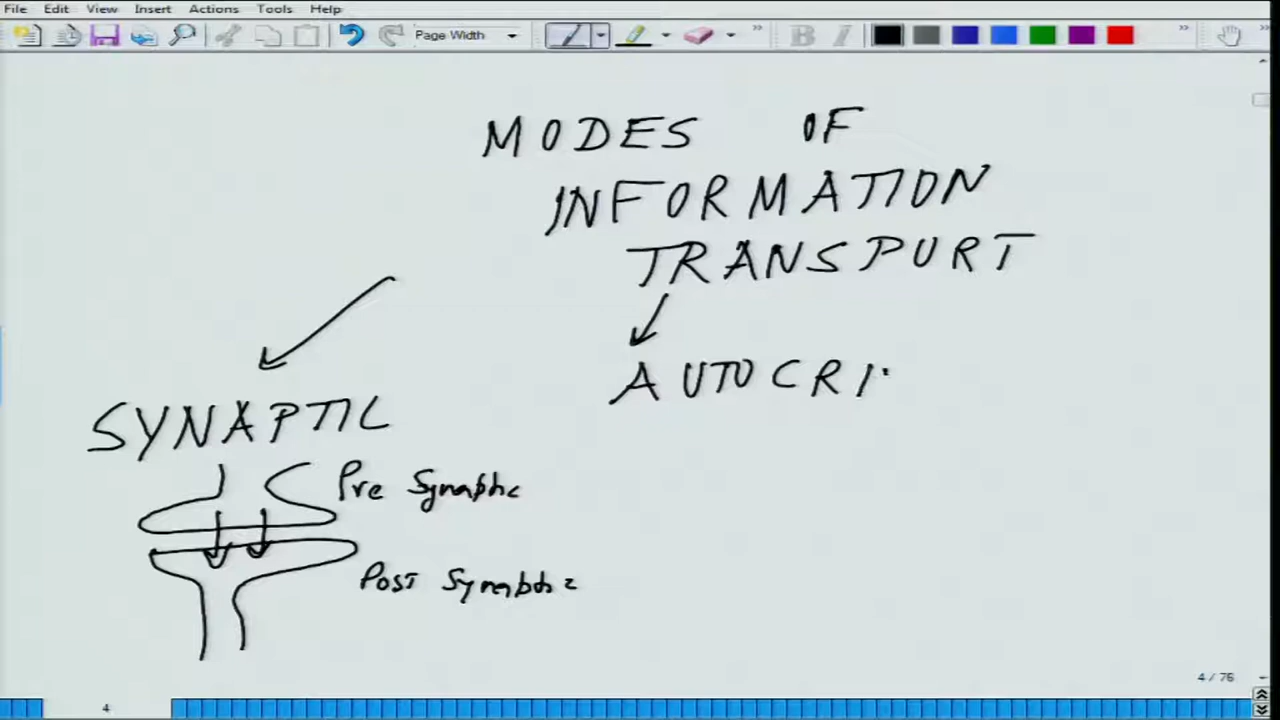 File Edit View Insert Actions Tools Help
Page Width
MODES OF
INFORMATION
TRANSPORT
AUTOCRI
SYNAPTIC
Pre Synaptic
Post Synaptic
4 / 76
4